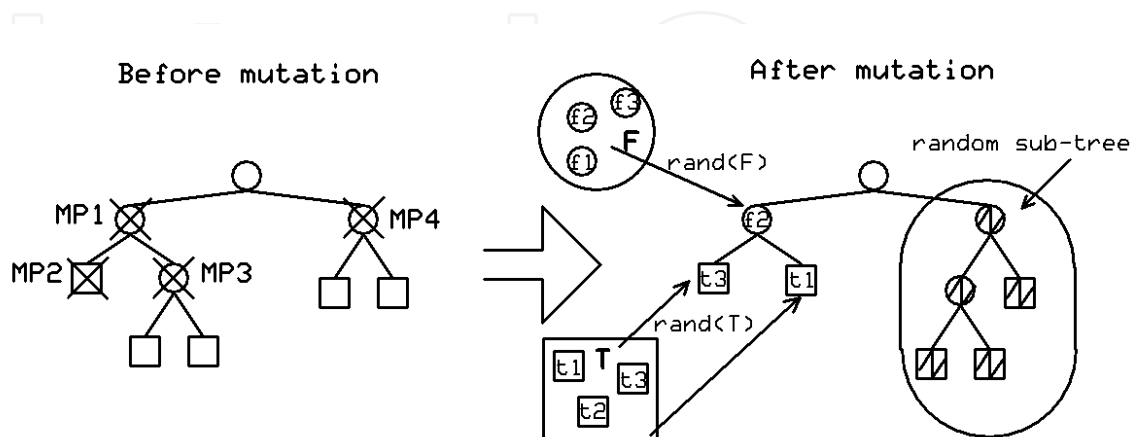 Before mutation
MP1
MP4
MP2
MP3
After mutation
f3
f2
F
f1
rand(F)
random sub-tree
f2
t3
t1
rand(T)
T
t1
t3
t2